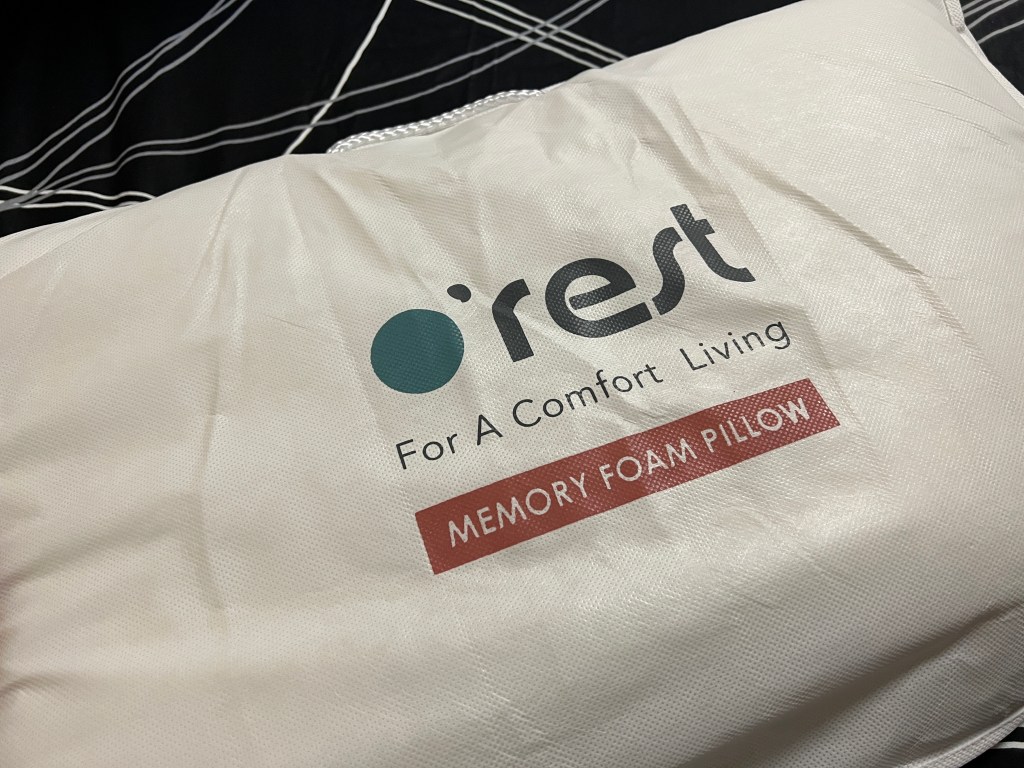 O'rest
For A Comfort Living
MEMORY FOAM PILLOW